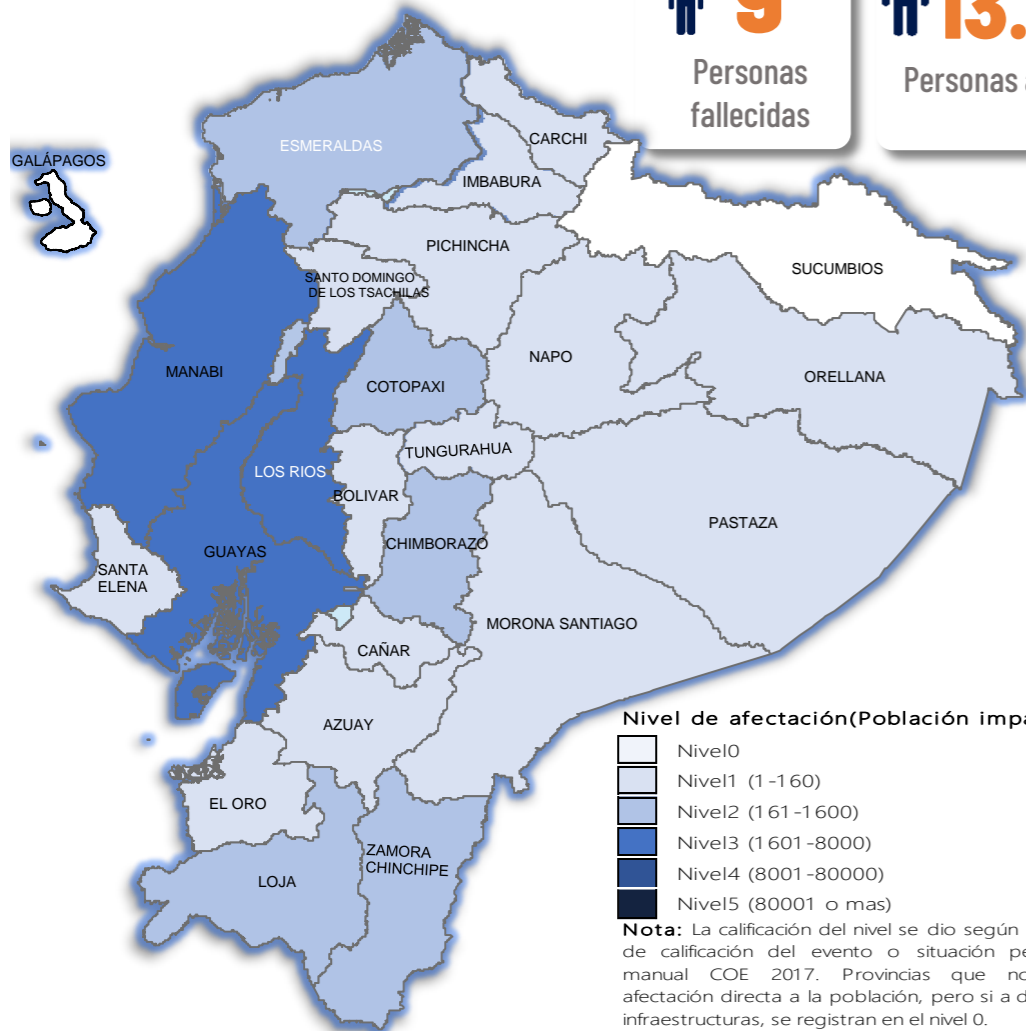 9
13.
Personas
fallecidas
Personas
GALÁPAGOS
ESMERALDAS
CARCHI
IMBABURA
PICHINCHA
SUCUMBIOS
SANTO DOMINGO
DE LOS TSACHILAS
NAPO
ORELLANA
MANABI
COTOPAXI
TUNGURAHUA
LOS RIOS
BOLIVAR
PASTAZA
CHIMBORAZO
GUAYAS
SANTA
ELENA
MORONA SANTIAGO
CAÑAR
AZUAY
EL ORO
ZAMORA
CHINCHIPE
LOJA
Nivel de afectación(Población impa
Nivel0
Nivel1 (1-160)
Nivel2 (161-1600)
Nivel3 (1601-8000)
Nivel4 (8001-80000)
Nivel5 (80001 o mas)
Nota: La calificación del nivel se dio según
de calificación del evento o situación pe
manual COE 2017. Provincias que no
afectación directa a la población, pero si a d
infraestructuras, se registran en el nivel 0.